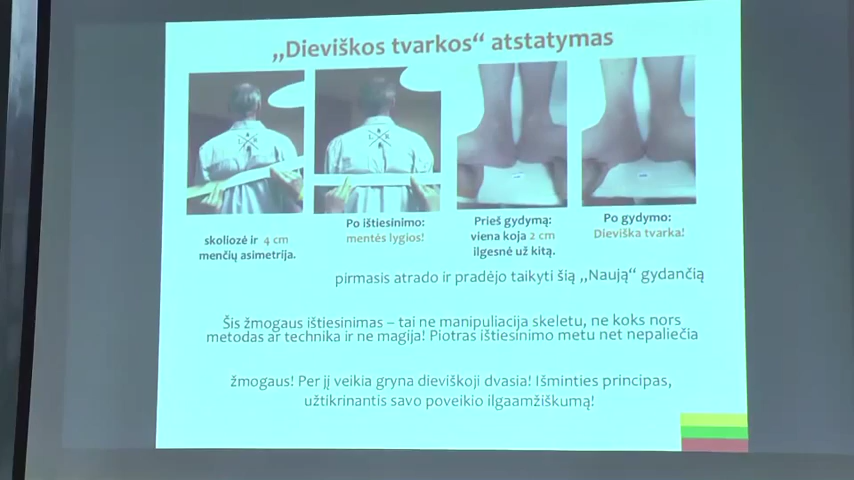 „Dieviškos tvarkos“ atstatymas
skoliozė ir 4 cm
menčių asimetrija.
Po ištiesinimo:
mentės lygios!
Prieš gydymą:
viena koja 2 cm
ilgesnė už kitą.
Po gydymo:
Dieviška tvarka!
pirmasis atrado ir pradėjo taikyti šią „Naują“ gydančią
Šis žmogaus ištiesinimas – tai ne manipuliacija skeletu, ne koks nors
metodas ar technika ir ne magija! Piotras ištiesinimo metu net nepaliečia
žmogaus! Per jį veikia gryna dieviškoji dvasia! Išminties principas,
užtikrinantis savo poveikio ilgaamžiškumą!